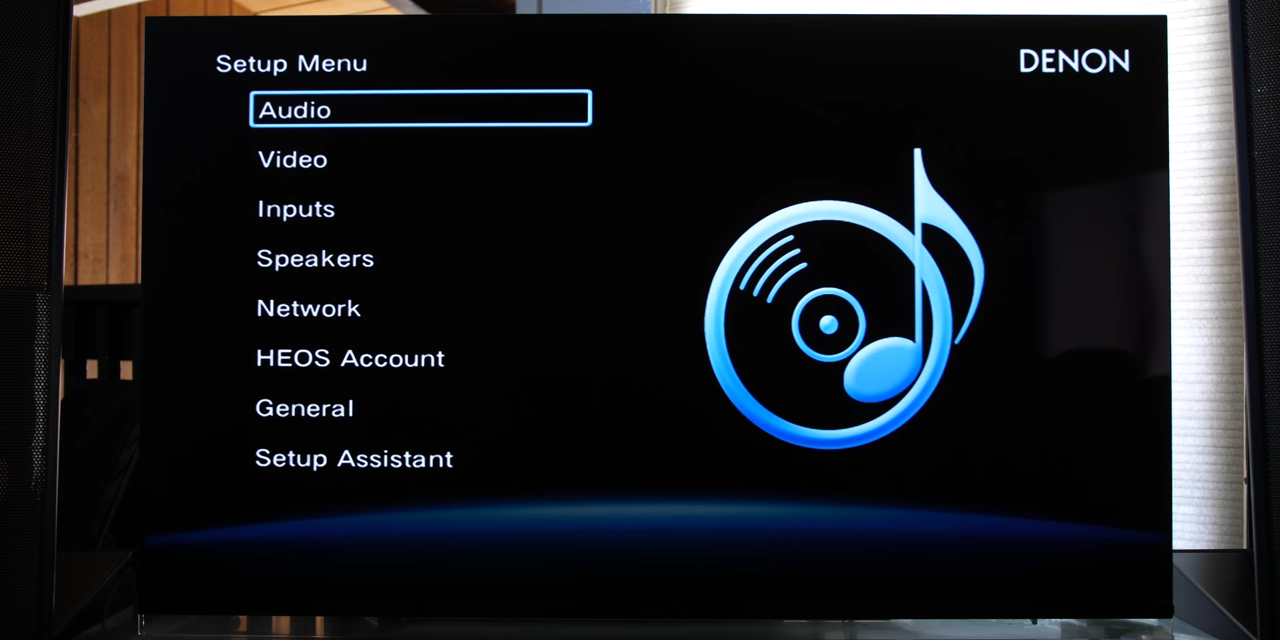 Setup Menu
DENON
Audio
Video
Inputs
Speakers
Network
HEOS Account
General
Setup Assistant